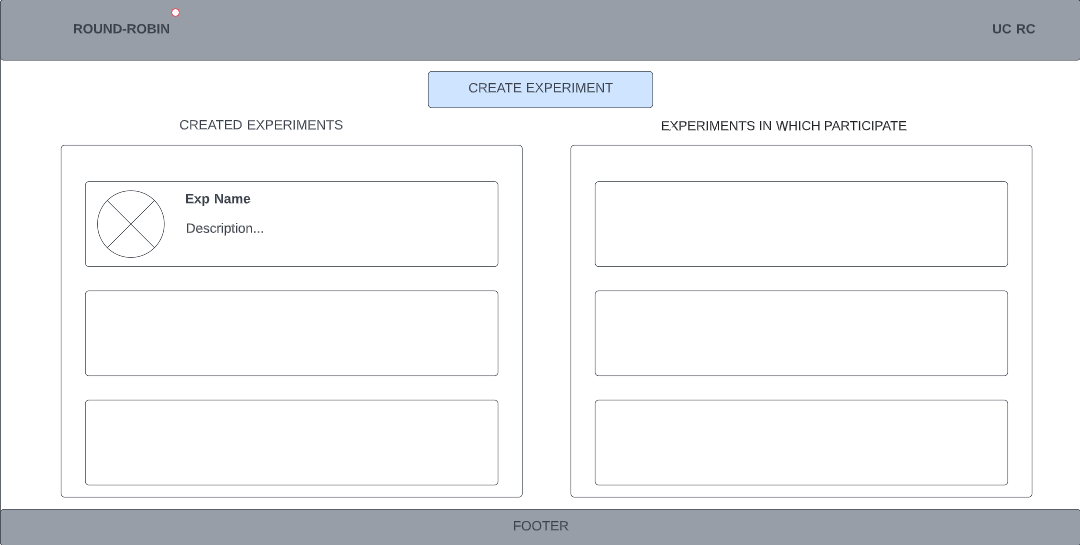 ROUND-ROBIN
UC RC
CREATE EXPERIMENT
CREATED EXPERIMENTS
EXPERIMENTS IN WHICH PARTICIPATE
Exp Name
Description...
FOOTER